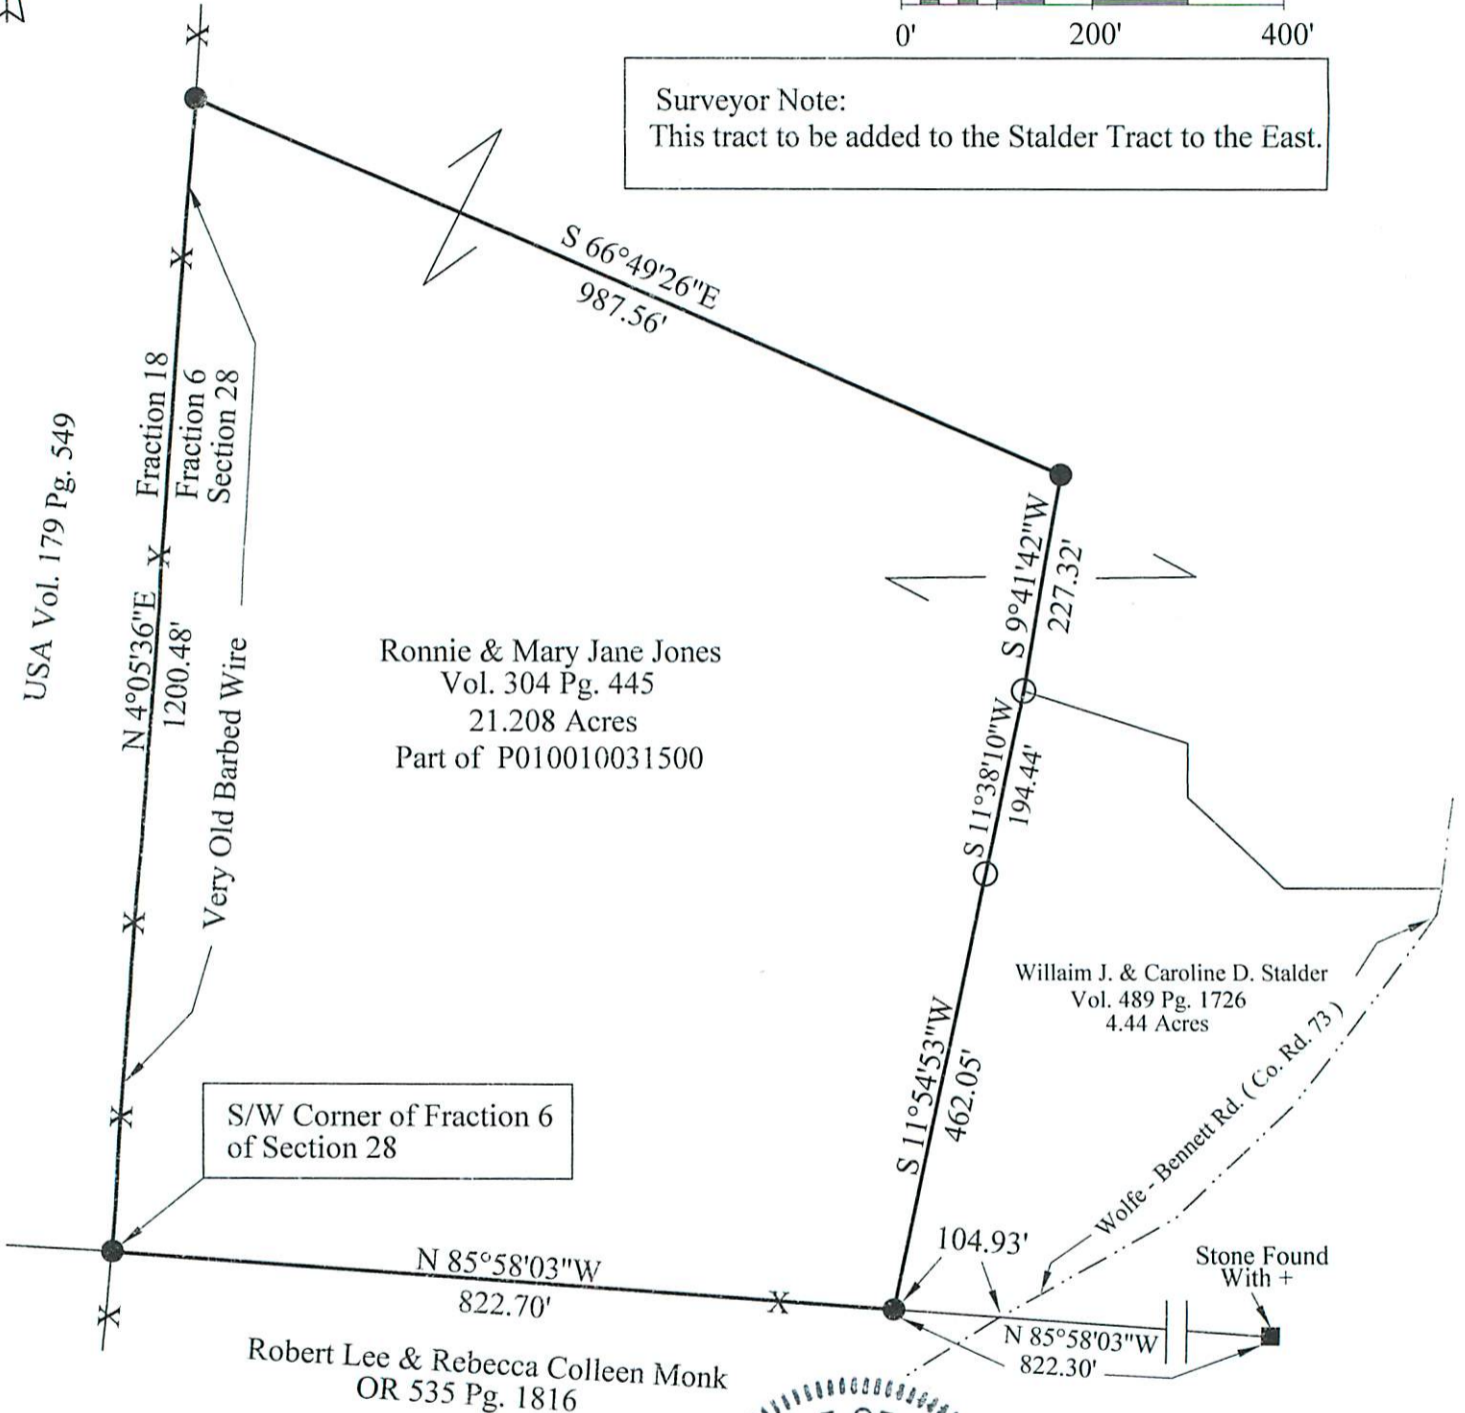 0' 200' 400'
Surveyor Note:
This tract to be added to the Stalder Tract to the East.
S 66°49'26"E
987.56'
USA Vol. 179 Pg. 549
Fraction 18
Fraction 6
Section 28
N 4°05'36"E
1200.48'
Very Old Barbed Wire
Ronnie & Mary Jane Jones
Vol. 304 Pg. 445
21.208 Acres
Part of P010010031500
S 9°41'42"W
227.32'
S 11°38'10"W
194.44'
S 11°54'53"W
462.05'
Willaim J. & Caroline D. Stalder
Vol. 489 Pg. 1726
4.44 Acres
Wolfe - Bennett Rd. ( Co. Rd. 73 )
S/W Corner of Fraction 6
of Section 28
N 85°58'03"W
822.70'
104.93'
Stone Found
With +
N 85°58'03"W
822.30'
Robert Lee & Rebecca Colleen Monk
OR 535 Pg. 1816